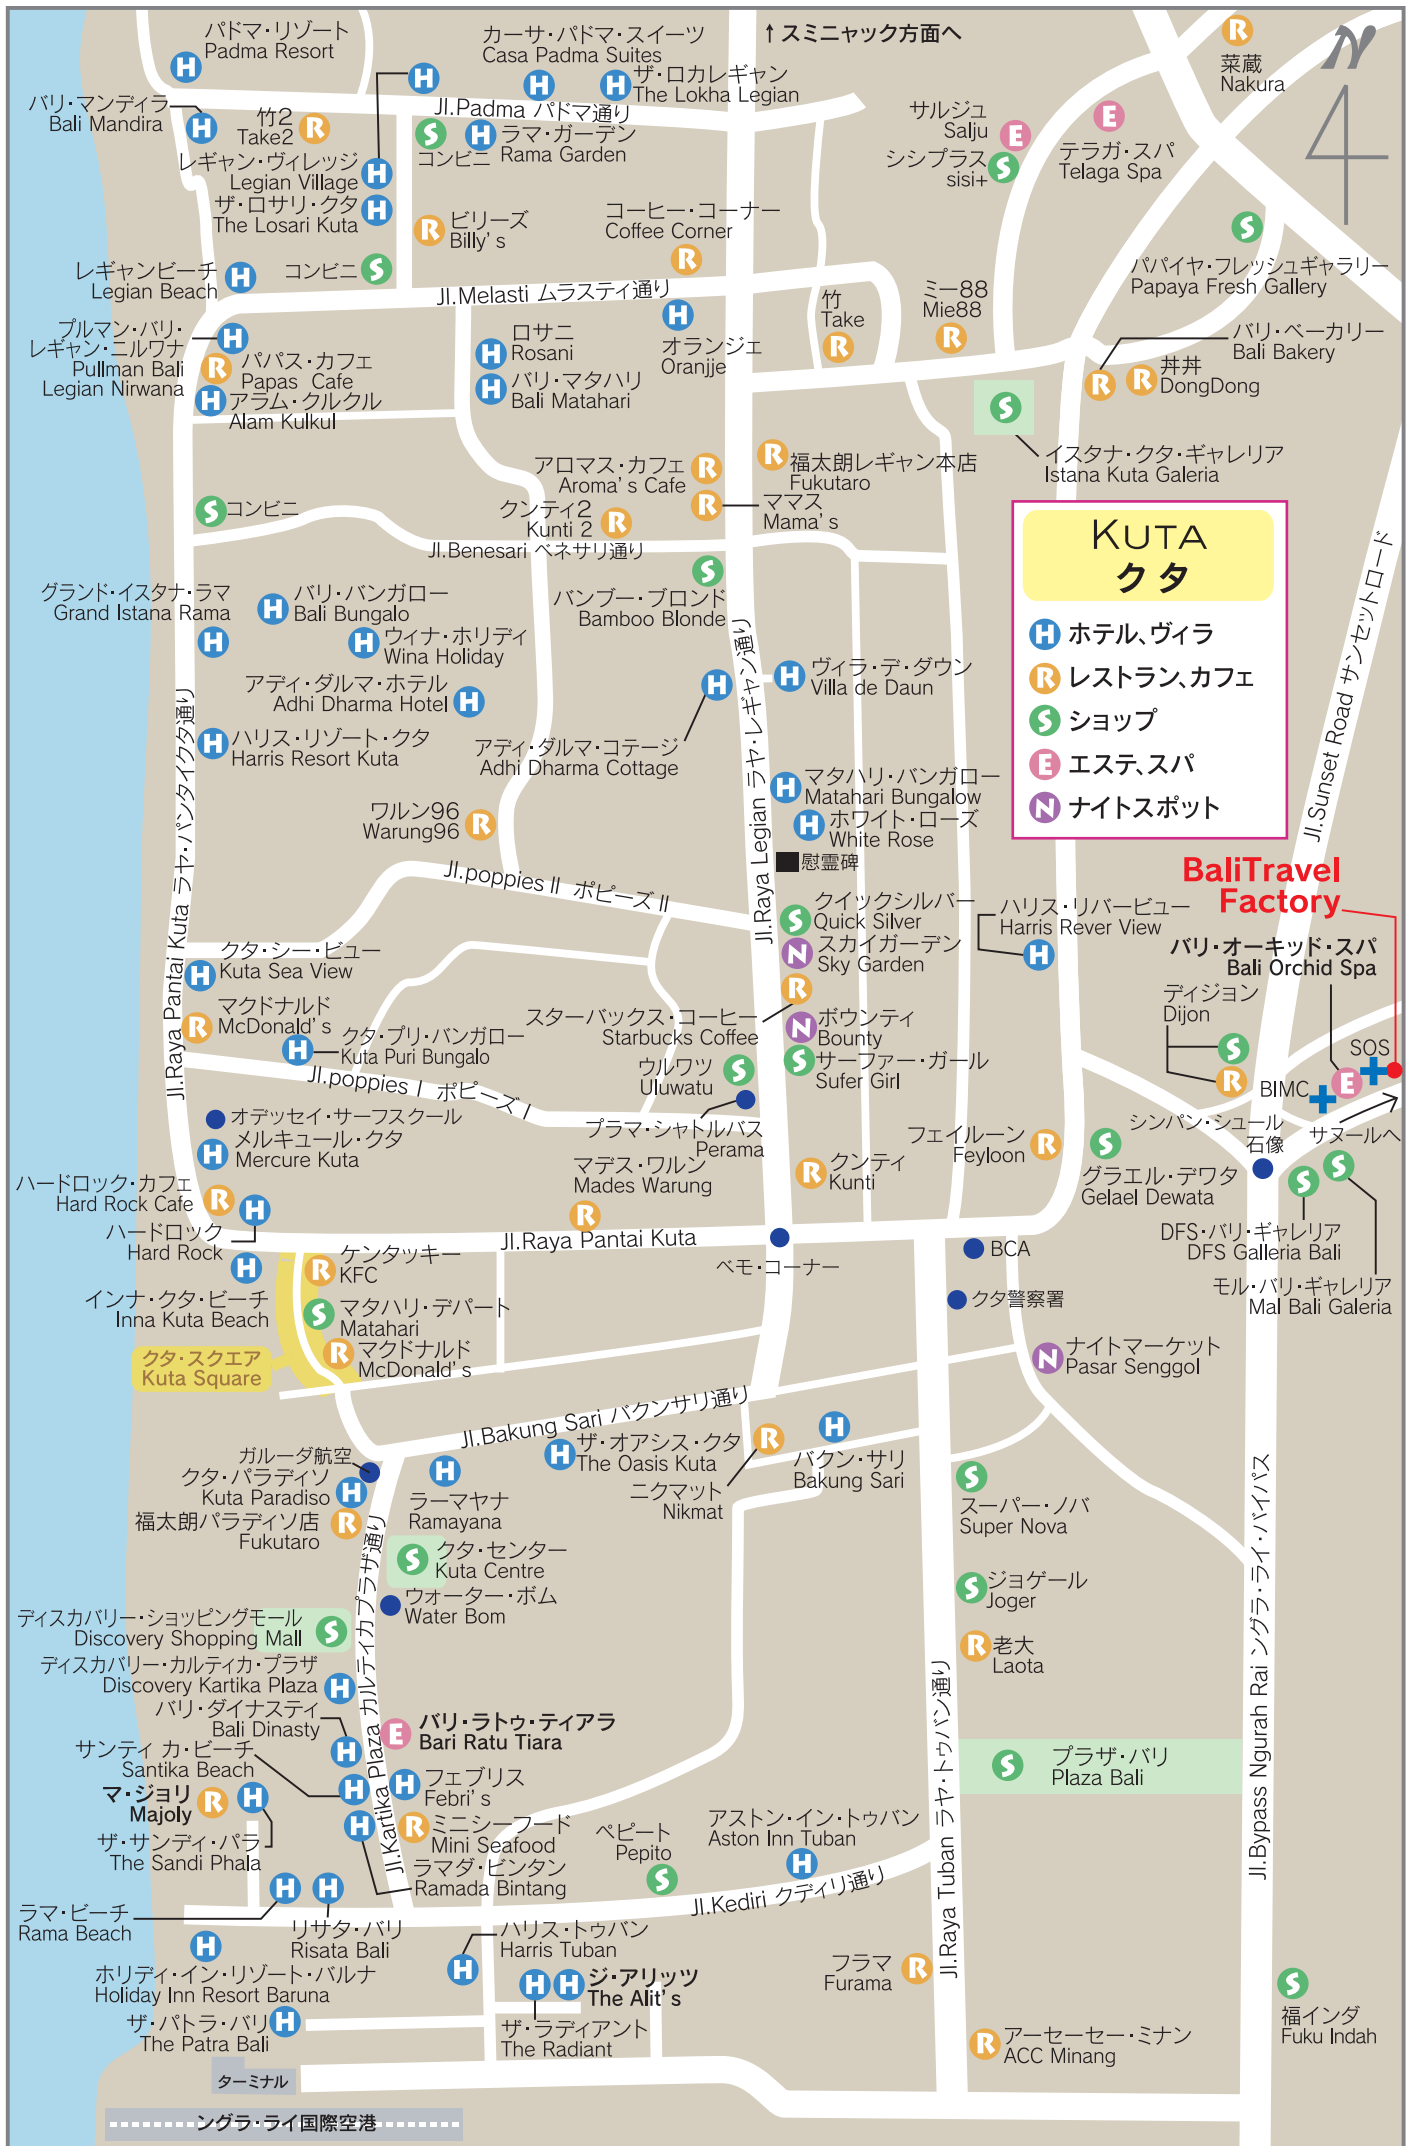 パドマ・リゾート
Padma Resort
カーサ・パドマ・スイーツ
Casa Padma Suites
↑スミニャック方面へ
菜蔵
Nakura
ザ・ロカレギャン
The Lokha Legian
バリ・マンディラ
Bali Mandira
竹2
Take2
Jl.Padma パドマ通り
コンビニ
ラマ・ガーデン
Rama Garden
サルジュ
Salju
シシプラス
sisi+
テラガ・スパ
Telaga Spa
レギャン・ヴィレッジ
Legian Village
ザ・ロサリ・クタ
The Losari Kuta
ビリーズ
Billy's
コーヒー・コーナー
Coffee Corner
レギャンビーチ
Legian Beach
コンビニ
Jl.Melasti ムラスティ通り
パパイヤ・フレッシュギャラリー
Papaya Fresh Gallery
プルマン・バリ・
レギャン・ニルワナ
Pullman Bali
Legian Nirwana
パパス・カフェ
Papas Cafe
アラム・クルクル
Alam Kulkul
ロサニ
Rosani
バリ・マタハリ
Bali Matahari
オランジェ
Oranjje
竹
Take
ミー88
Mie88
バリ・ベーカリー
Bali Bakery
丼丼
DongDong
イスタナ・クタ・ギャレリア
Istana Kuta Galeria
アロマス・カフェ
Aroma's Cafe
福太朗レギャン本店
Fukutaro
クンティ2
Kunti 2
ママス
Mama's
コンビニ
Jl.Benesari ベネサリ通り
KUTA
クタ
H ホテル、ヴィラ
R レストラン、カフェ
S ショップ
E エステ、スパ
N ナイトスポット
グランド・イスタナ・ラマ
Grand Istana Rama
バリ・バンガロー
Bali Bungalo
ウィナ・ホリディ
Wina Holiday
バンブー・ブロンド
Bamboo Blonde
アディ・ダルマ・ホテル
Adhi Dharma Hotel
ヴィラ・デ・ダウン
Villa de Daun
ハリス・リゾート・クタ
Harris Resort Kuta
アディ・ダルマ・コテージ
Adhi Dharma Cottage
Jl.Raya Legian ラヤ・レギャン通り
Jl.Raya Pantai Kuta ラヤ・パンタイクタ通り
Jl.Sunset Road サンセットロード
マタハリ・バンガロー
Matahari Bungalow
ワルン96
Warung96
ホワイト・ローズ
White Rose
慰霊碑
Jl.poppies II ポピーズ II
BaliTravel
Factory
クイックシルバー
Quick Silver
スカイガーデン
Sky Garden
ハリス・リバービュー
Harris Rever View
バリ・オーキッド・スパ
Bali Orchid Spa
クタ・シー・ビュー
Kuta Sea View
ディジョン
Dijon
マクドナルド
McDonald's
クタ・プリ・バンガロー
Kuta Puri Bungalo
スターバックス・コーヒー
Starbucks Coffee
ボウンティ
Bounty
サーファー・ガール
Sufer Girl
ウルワツ
Uluwatu
SOS
BIMC
Jl.poppies I ポピーズ I
オデッセイ・サーフスクール
メルキュール・クタ
Mercure Kuta
プラマ・シャトルバス
Perama
シンパン・シュール
石像
サヌールへ
フェイルーン
Feyloon
クンティ
Kunti
マデス・ワルン
Mades Warung
グラエル・デワタ
Gelael Dewata
ハードロック・カフェ
Hard Rock Cafe
ハードロック
Hard Rock
DFS・バリ・ギャレリア
DFS Galleria Bali
Jl.Raya Pantai Kuta
BCA
ケンタッキー
KFC
ベモ・コーナー
モル・バリ・ギャレリア
Mal Bali Galeria
インナ・クタ・ビーチ
Inna Kuta Beach
マタハリ・デパート
Matahari
クタ警察署
マクドナルド
McDonald's
クタ・スクエア
Kuta Square
ナイトマーケット
Pasar Senggol
Jl.Bakung Sari バクンサリ通り
ガルーダ航空
クタ・パラディソ
Kuta Paradiso
福太朗パラディソ店
Fukutaro
ラーマヤナ
Ramayana
ザ・オアシス・クタ
The Oasis Kuta
ニクマット
Nikmat
バクン・サリ
Bakung Sari
スーパー・ノバ
Super Nova
クタ・センター
Kuta Centre
ウォーター・ボム
Water Bom
ジョゲール
Joger
ディスカバリー・ショッピングモール
Discovery Shopping Mall
老大
Laota
ディスカバリー・カルティカ・プラザ
Discovery Kartika Plaza
Jl.Kartika Plaza カルティカプラザ通り
Jl.Raya Tuban ラヤ・トゥバン通り
Jl.Bypass Ngurah Rai ングラ・ライ・バイパス
バリ・ダイナスティ
Bali Dinasty
バリ・ラトゥ・ティアラ
Bari Ratu Tiara
サンティ カ・ビーチ
Santika Beach
プラザ・バリ
Plaza Bali
フェブリス
Febri's
マ・ジョリ
Majoly
ミニシーフード
Mini Seafood
ザ・サンディ・パラ
The Sandi Phala
ラマダ・ビンタン
Ramada Bintang
ペピート
Pepito
アストン・イン・トゥバン
Aston Inn Tuban
Jl.Kediri クディリ通り
ラマ・ビーチ
Rama Beach
リサタ・バリ
Risata Bali
ハリス・トゥバン
Harris Tuban
ホリディ・イン・リゾート・バルナ
Holiday Inn Resort Baruna
ジ・アリッツ
The Alit's
フラマ
Furama
ザ・パトラ・バリ
The Patra Bali
ザ・ラディアント
The Radiant
福インダ
Fuku Indah
アーセーセー・ミナン
ACC Minang
ターミナル
ングラ・ライ国際空港